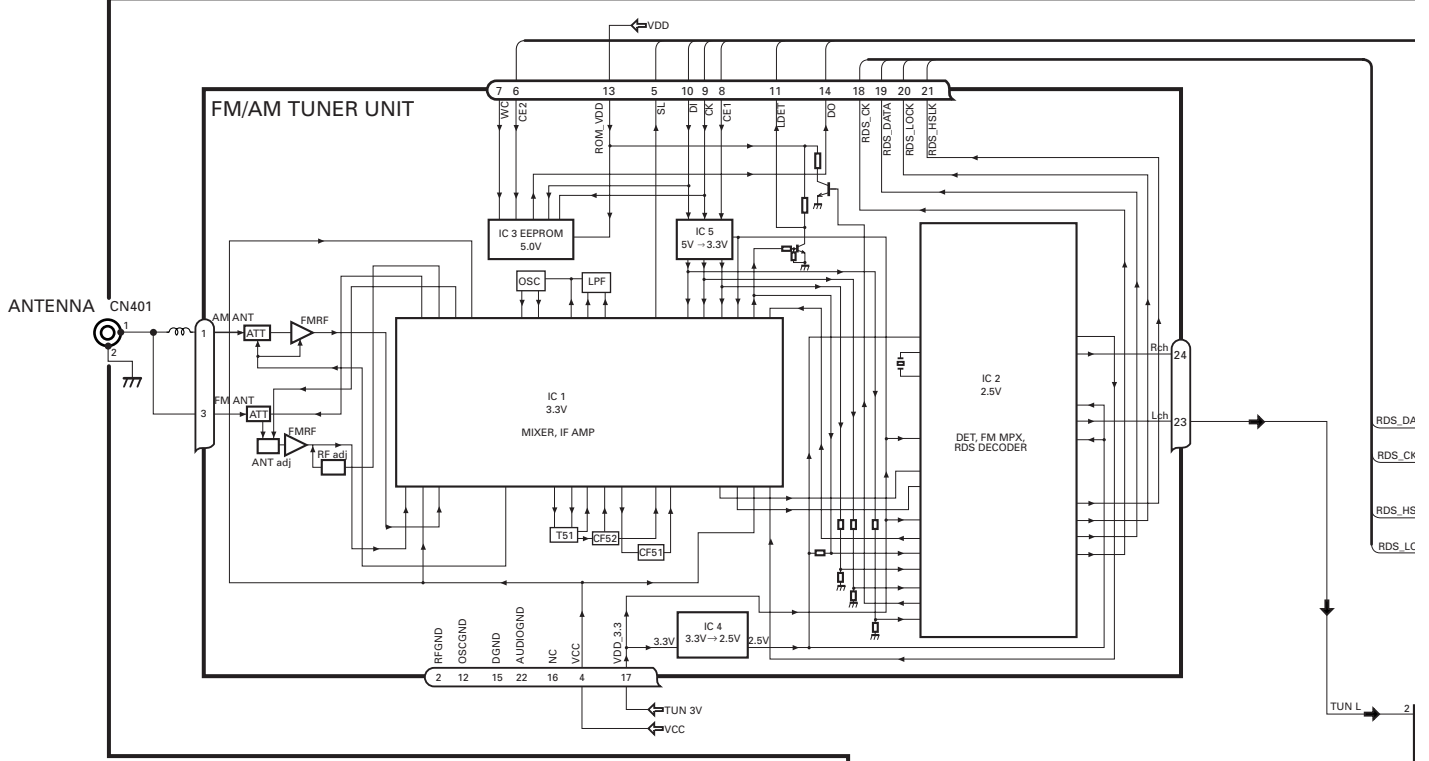 VDD
7 6 13 5 10 9 8 11 14 18 19 20 21
FM/AM TUNER UNIT
WC
CE2
ROM_VDD
SL
DI
CK
CE1
LDET
DO
RDS_CK
RDS_DATA
RDS_LOCK
RDS_HSLK
IC 3 EEPROM
5.0V
IC 5
5V→3.3V
OSC
LPF
ANTENNA
CN401
1
2
1
AM ANT
ATT
FMRF
3
FM ANT
ATT
FMRF
ANT adj
RF adj
IC 1
3.3V
MIXER, IF AMP
T51
CF52
CF51
IC 2
2.5V
DET, FM MPX,
RDS DECODER
Rch
24
Lch
23
RDS_DA
RDS_CK
RDS_HS
RDS_LO
IC 4
3.3V→2.5V
3.3V
2.5V
RFGND
OSCGND
DGND
AUDIOGND
NC
VCC
VDD_3.3
2 12 15 22 16 4 17
TUN 3V
VCC
TUN L
2